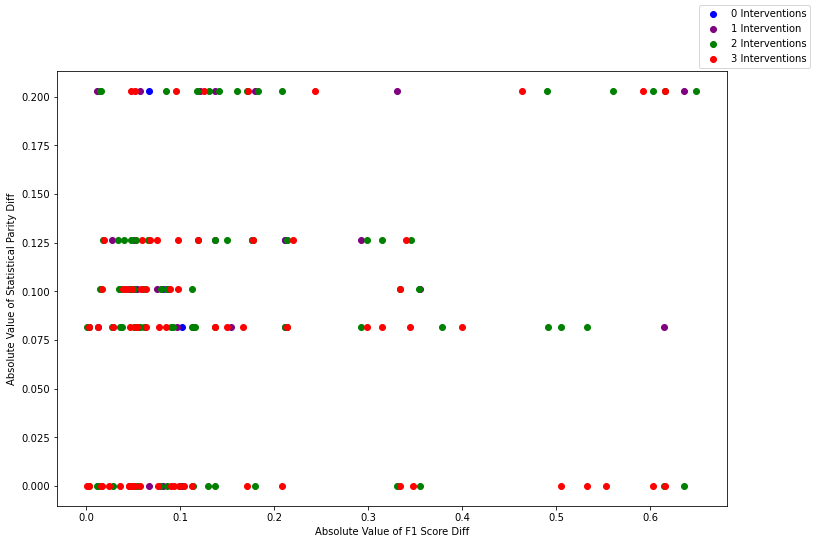 0 Interventions
1 Intervention
2 Interventions
3 Interventions
0.200
0.175
0.150
0.125
0.100
0.075
0.050
0.025
0.000
Absolute Value of Statistical Parity Diff
0.0 0.1 0.2 0.3 0.4 0.5 0.6
Absolute Value of F1 Score Diff